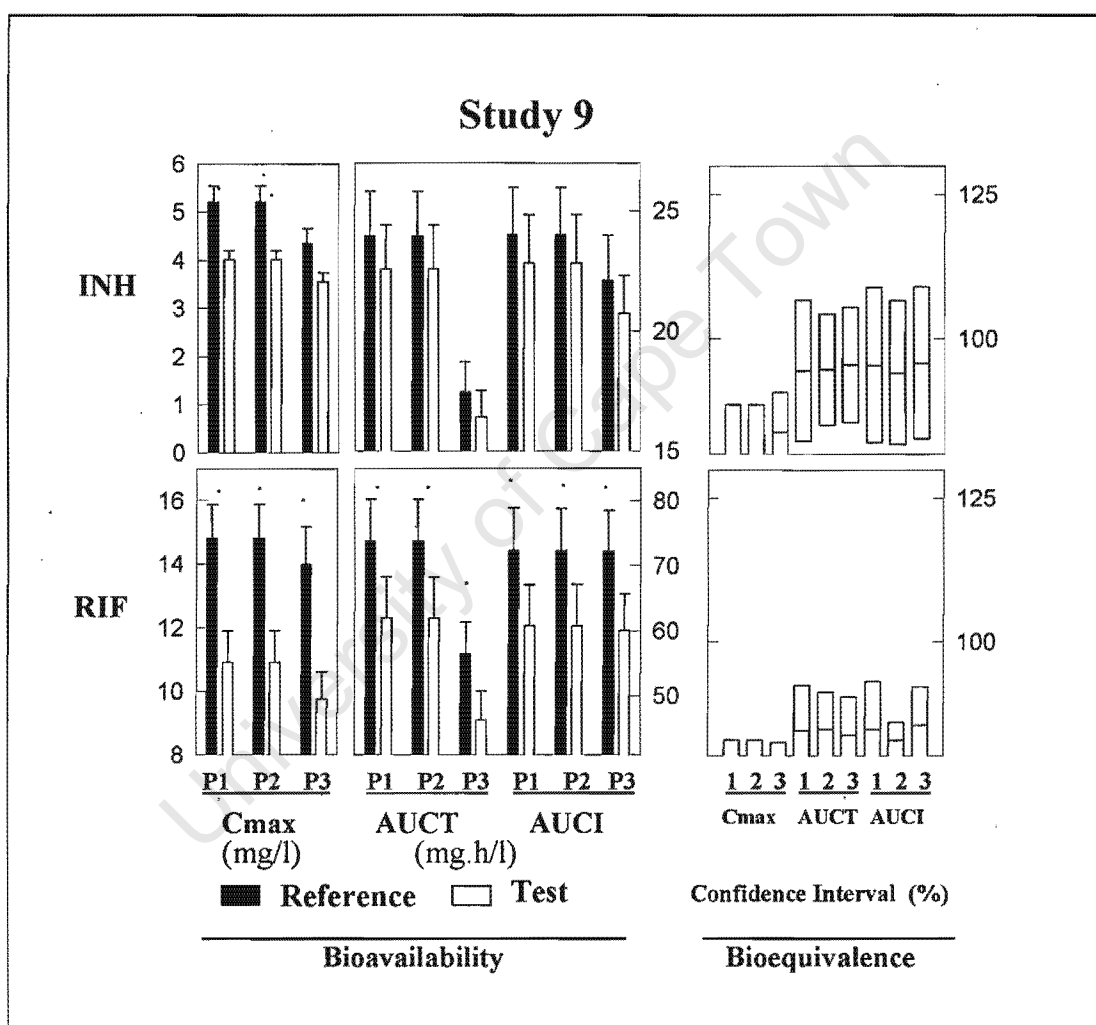 Study 9
INH
6
5
4
3
2
1
0
25
20
15
125
100
RIF
16
14
12
10
8
80
70
60
50
125
100
P1 P2 P3 P1 P2 P3 P1 P2 P3 1 2 3 1 2 3 1 2 3
Cmax AUCT AUCI Cmax AUCT AUCI
(mg/l) (mg.h/l)
Reference Test Confidence Interval (%)
Bioavailability Bioequivalence
University of Cape Town